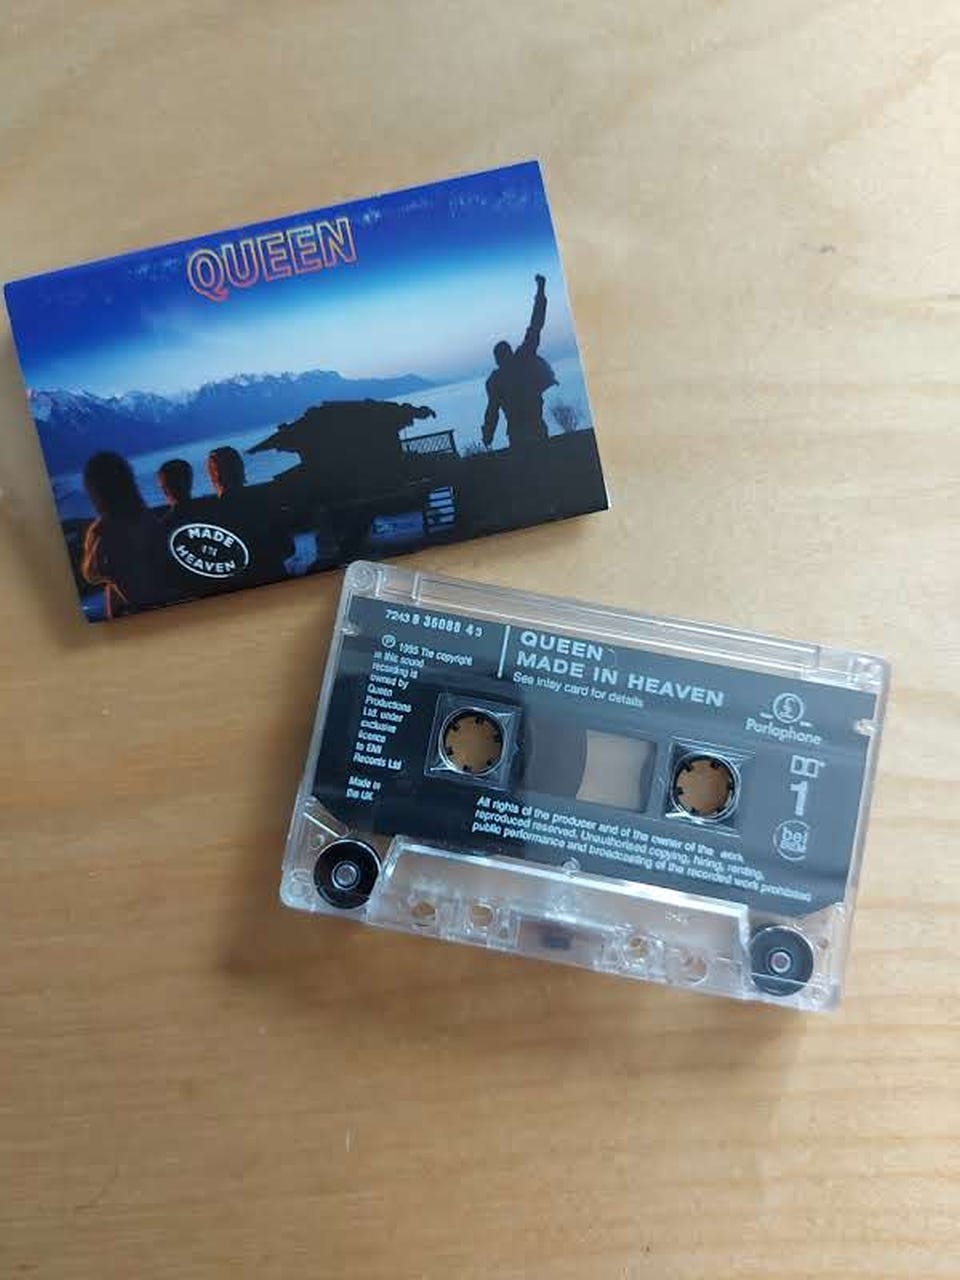 QUEEN
MADE
IN
HEAVEN
7243 8 36088 4 3
℗ 1995 The copyright
in this sound
recording is
owned by
Queen
Productions
Ltd. under
exclusive
licence
to EMI
Records Ltd
Made in
the UK.
QUEEN
MADE IN HEAVEN
See inlay card for details
£
Parlophone
1
All rights of the producer and of the owner of the work
reproduced reserved. Unauthorised copying, hiring, renting,
public performance and broadcasting of the recorded work prohibited